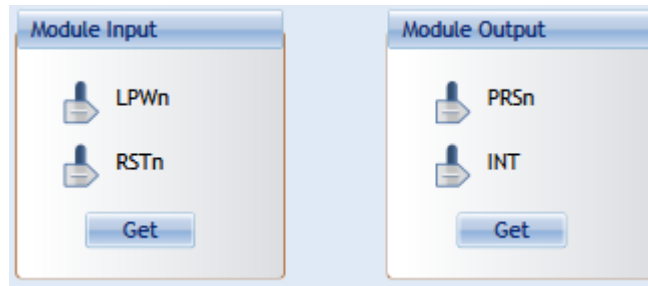 Module Input
LPWn
RSTn
Get
Module Output
PRSn
INT
Get